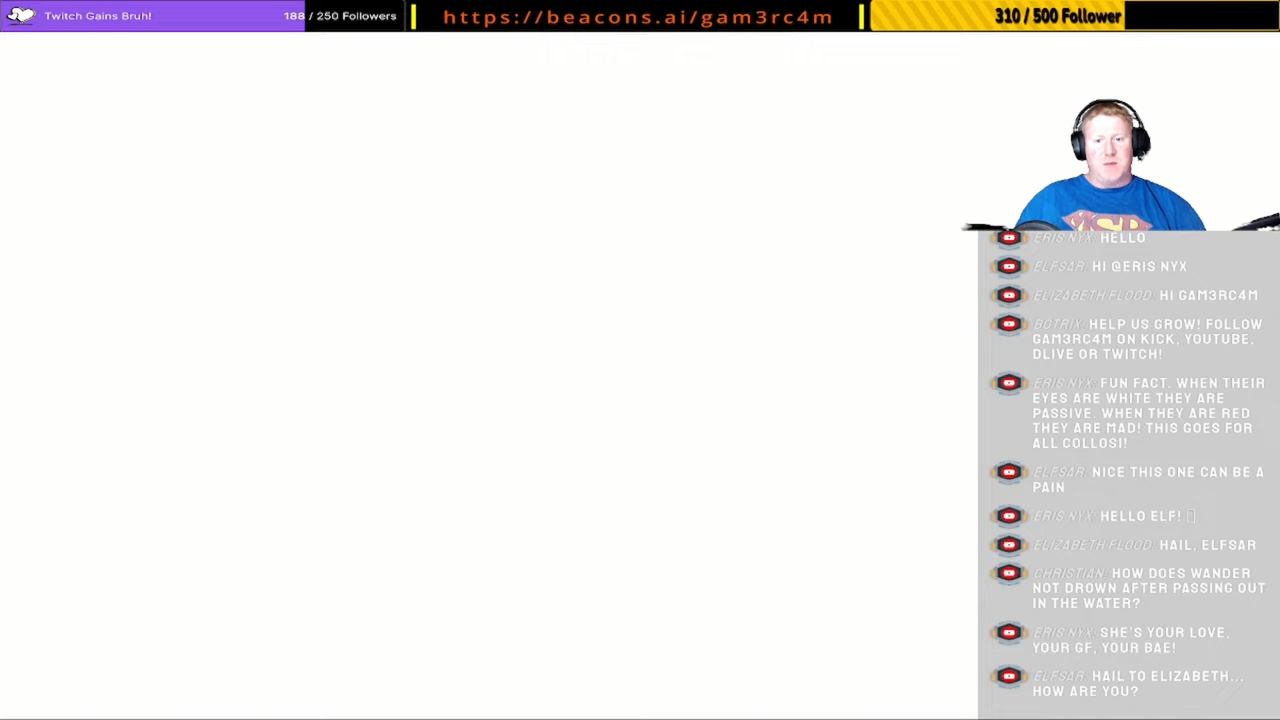 Twitch Gains Bruh!
188 / 250 Followers
https://beacons.ai/gam3rc4m
310 / 500 Follower
ERIS NYX: HELLO
ELFSAR: HI @ERIS NYX
ELIZABETH FLOOD: HI GAM3RC4M
BOTRIX: HELP US GROW! FOLLOW
GAM3RC4M ON KICK, YOUTUBE,
DLIVE OR TWITCH!
ERIS NYX: FUN FACT. WHEN THEIR
EYES ARE WHITE THEY ARE
PASSIVE. WHEN THEY ARE RED
THEY ARE MAD! THIS GOES FOR
ALL COLLOSI!
ELFSAR: NICE THIS ONE CAN BE A
PAIN
ERIS NYX: HELLO ELF!
ELIZABETH FLOOD: HAIL, ELFSAR
CHRISTIAN: HOW DOES WANDER
NOT DROWN AFTER PASSING OUT
IN THE WATER?
ERIS NYX: SHE'S YOUR LOVE,
YOUR GF, YOUR BAE!
ELFSAR: HAIL TO ELIZABETH...
HOW ARE YOU?